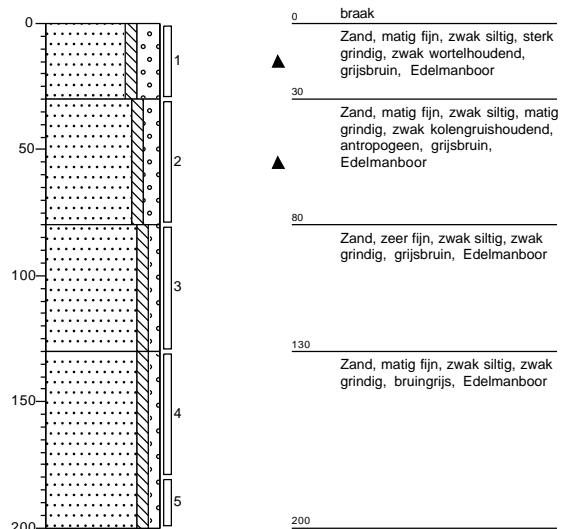 0
50
100
150
200
1
2
3
4
5
0 braak
Zand, matig fijn, zwak siltig, sterk
grindig, zwak wortelhoudend,
grijsbruin, Edelmanboor
30
Zand, matig fijn, zwak siltig, matig
grindig, zwak kolengruishoudend,
antropogeen, grijsbruin,
Edelmanboor
80
Zand, zeer fijn, zwak siltig, zwak
grindig, grijsbruin, Edelmanboor
130
Zand, matig fijn, zwak siltig, zwak
grindig, bruingrijs, Edelmanboor
200